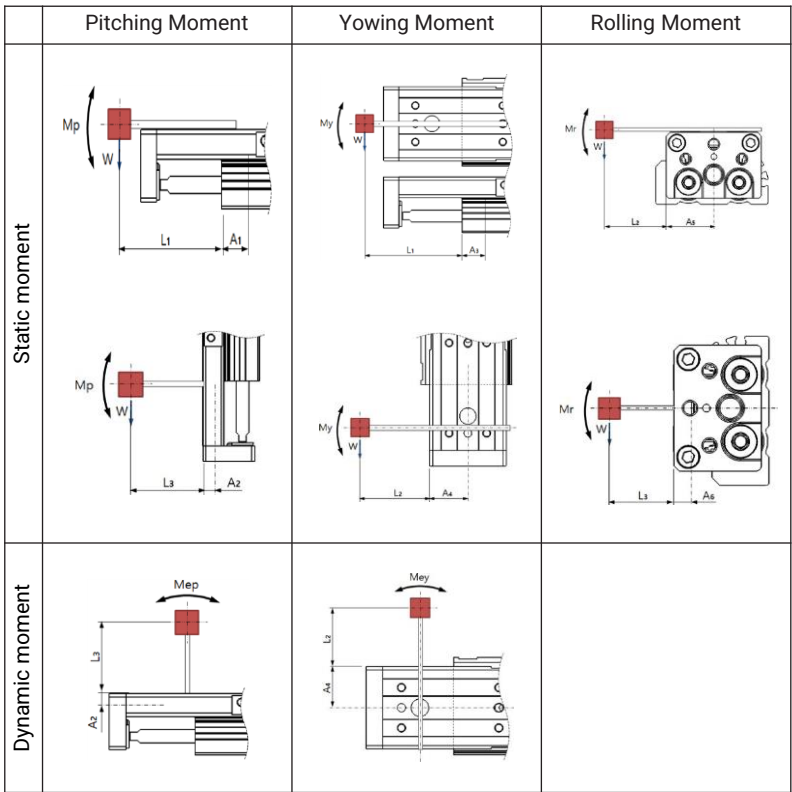 Pitching Moment
Yowing Moment
Rolling Moment
Static moment
Mp
W
L1
A1
My
W
L1
A3
Mr
W
L2
A5
Mp
W
L3
A2
My
W
L2
A4
Mr
W
L3
A6
Dynamic moment
Mep
L3
A2
Mey
L2
A4